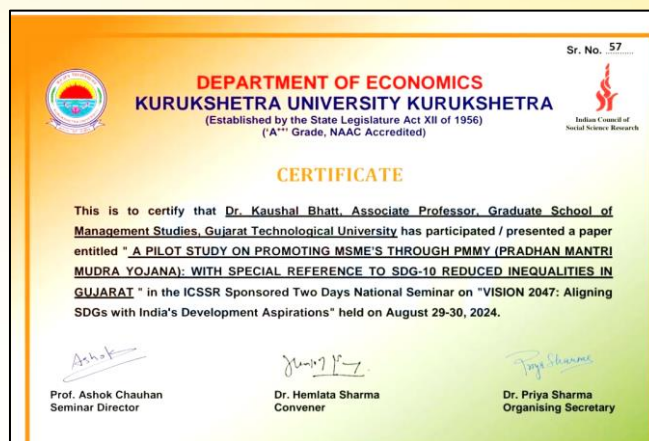 Sr. No. 57
DEPARTMENT OF ECONOMICS
KURUKSHETRA UNIVERSITY KURUKSHETRA
(Established by the State Legislature Act XII of 1956)
('A++' Grade, NAAC Accredited)
Indian Council of
Social Science Research
CERTIFICATE
This is to certify that Dr. Kaushal Bhatt, Associate Professor, Graduate School of
Management Studies, Gujarat Technological University has participated / presented a paper
entitled " A PILOT STUDY ON PROMOTING MSME'S THROUGH PMMY (PRADHAN MANTRI
MUDRA YOJANA): WITH SPECIAL REFERENCE TO SDG-10 REDUCED INEQUALITIES IN
GUJARAT " in the ICSSR Sponsored Two Days National Seminar on "VISION 2047: Aligning
SDGs with India's Development Aspirations" held on August 29-30, 2024.
Ashok
Priya Sharma
Prof. Ashok Chauhan
Seminar Director
Dr. Hemlata Sharma
Convener
Dr. Priya Sharma
Organising Secretary